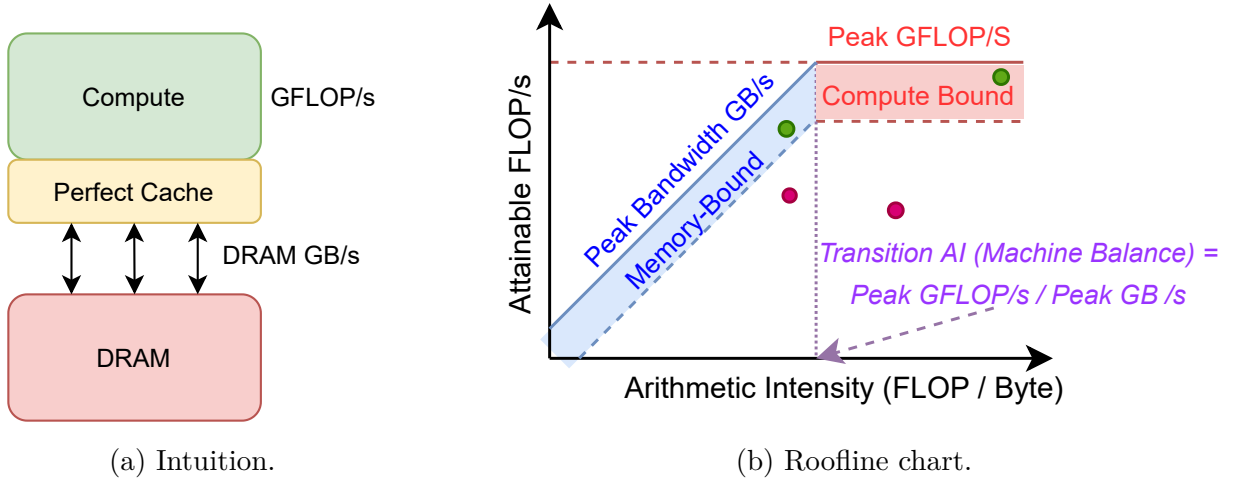 Compute
GFLOP/s
Perfect Cache
DRAM GB/s
DRAM
(a) Intuition.
Peak GFLOP/S
Compute Bound
Peak Bandwidth GB/s
Memory-Bound
Attainable FLOP/s
Transition AI (Machine Balance) =
Peak GFLOP/s / Peak GB /s
Arithmetic Intensity (FLOP / Byte)
(b) Roofline chart.